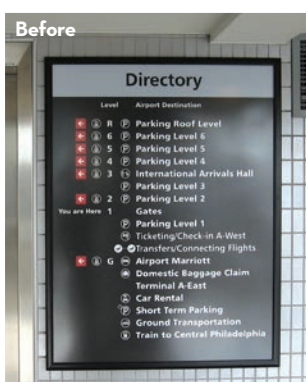 Before
Directory
Level Airport Destination
R P Parking Roof Level
6 P Parking Level 6
5 P Parking Level 5
4 P Parking Level 4
3 International Arrivals Hall
P Parking Level 3
2 P Parking Level 2
You are Here 1 Gates
P Parking Level 1
Ticketing/Check-in A-West
Transfers/Connecting Flights
G Airport Marriott
Domestic Baggage Claim
Terminal A-East
Car Rental
P Short Term Parking
Ground Transportation
Train to Central Philadelphia